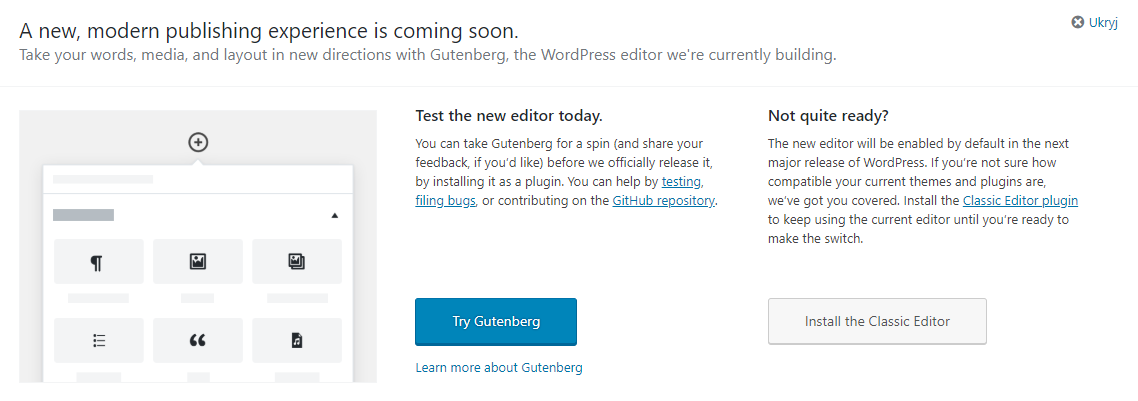 A new, modern publishing experience is coming soon.
Ukryj
Take your words, media, and layout in new directions with Gutenberg, the WordPress editor we're currently building.
Test the new editor today.
You can take Gutenberg for a spin (and share your
feedback, if you'd like) before we officially release it,
by installing it as a plugin. You can help by testing,
filing bugs, or contributing on the GitHub repository.
Try Gutenberg
Learn more about Gutenberg
Not quite ready?
The new editor will be enabled by default in the next
major release of WordPress. If you're not sure how
compatible your current themes and plugins are,
we've got you covered. Install the Classic Editor plugin
to keep using the current editor until you're ready to
make the switch.
Install the Classic Editor